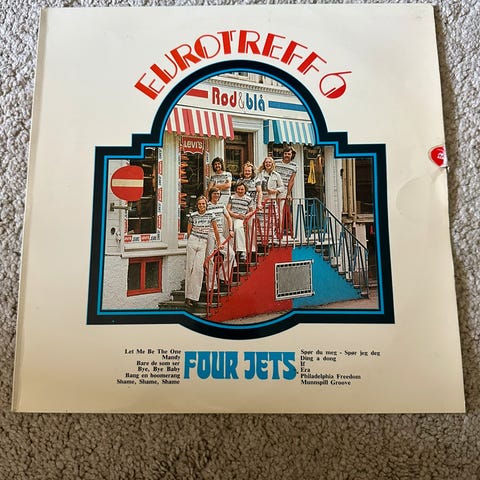 EUROTREFF 6
Rød & blå
LEVI'S
Let Me Be The One
Mandy
Bare de som ser
Bye, Bye Baby
Bang en boomerang
Shame, Shame, Shame
FOUR JETS
Spør du meg - Spør jeg deg
Ding a dong
If
Era
Philadelphia Freedom
Munnspill Groove